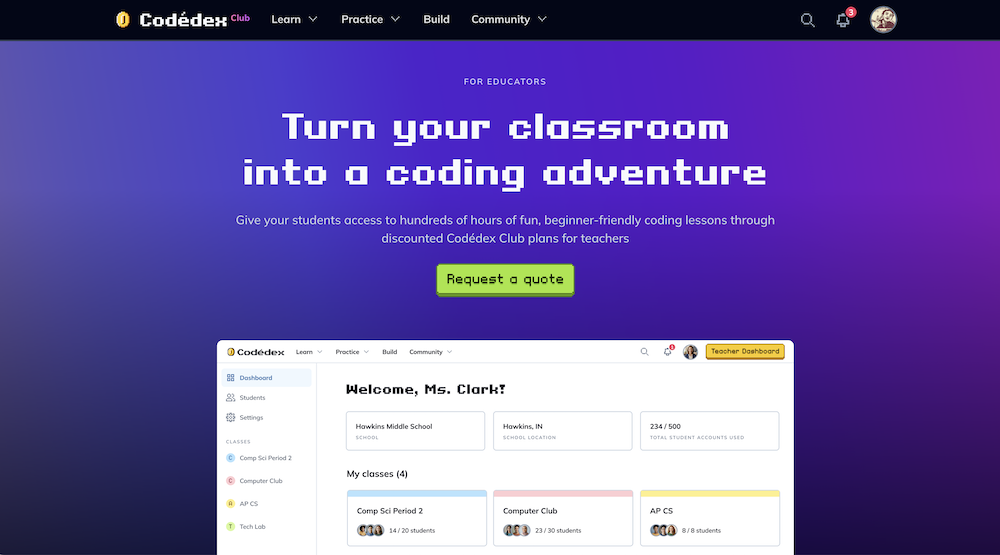 Codédex Club Learn Practice Build Community 3
FOR EDUCATORS
Turn your classroom
into a coding adventure
Give your students access to hundreds of hours of fun, beginner-friendly coding lessons through
discounted Codédex Club plans for teachers
Request a quote
Codédex Learn Practice Build Community 1 Teacher Dashboard
Dashboard
Students
Settings
CLASSES
C Comp Sci Period 2
C Computer Club
A AP CS
T Tech Lab
Welcome, Ms. Clark!
Hawkins Middle School
SCHOOL
Hawkins, IN
SCHOOL LOCATION
234 / 500
TOTAL STUDENT ACCOUNTS USED
My classes (4)
Comp Sci Period 2
14 / 20 students
Computer Club
23 / 30 students
AP CS
8 / 8 students